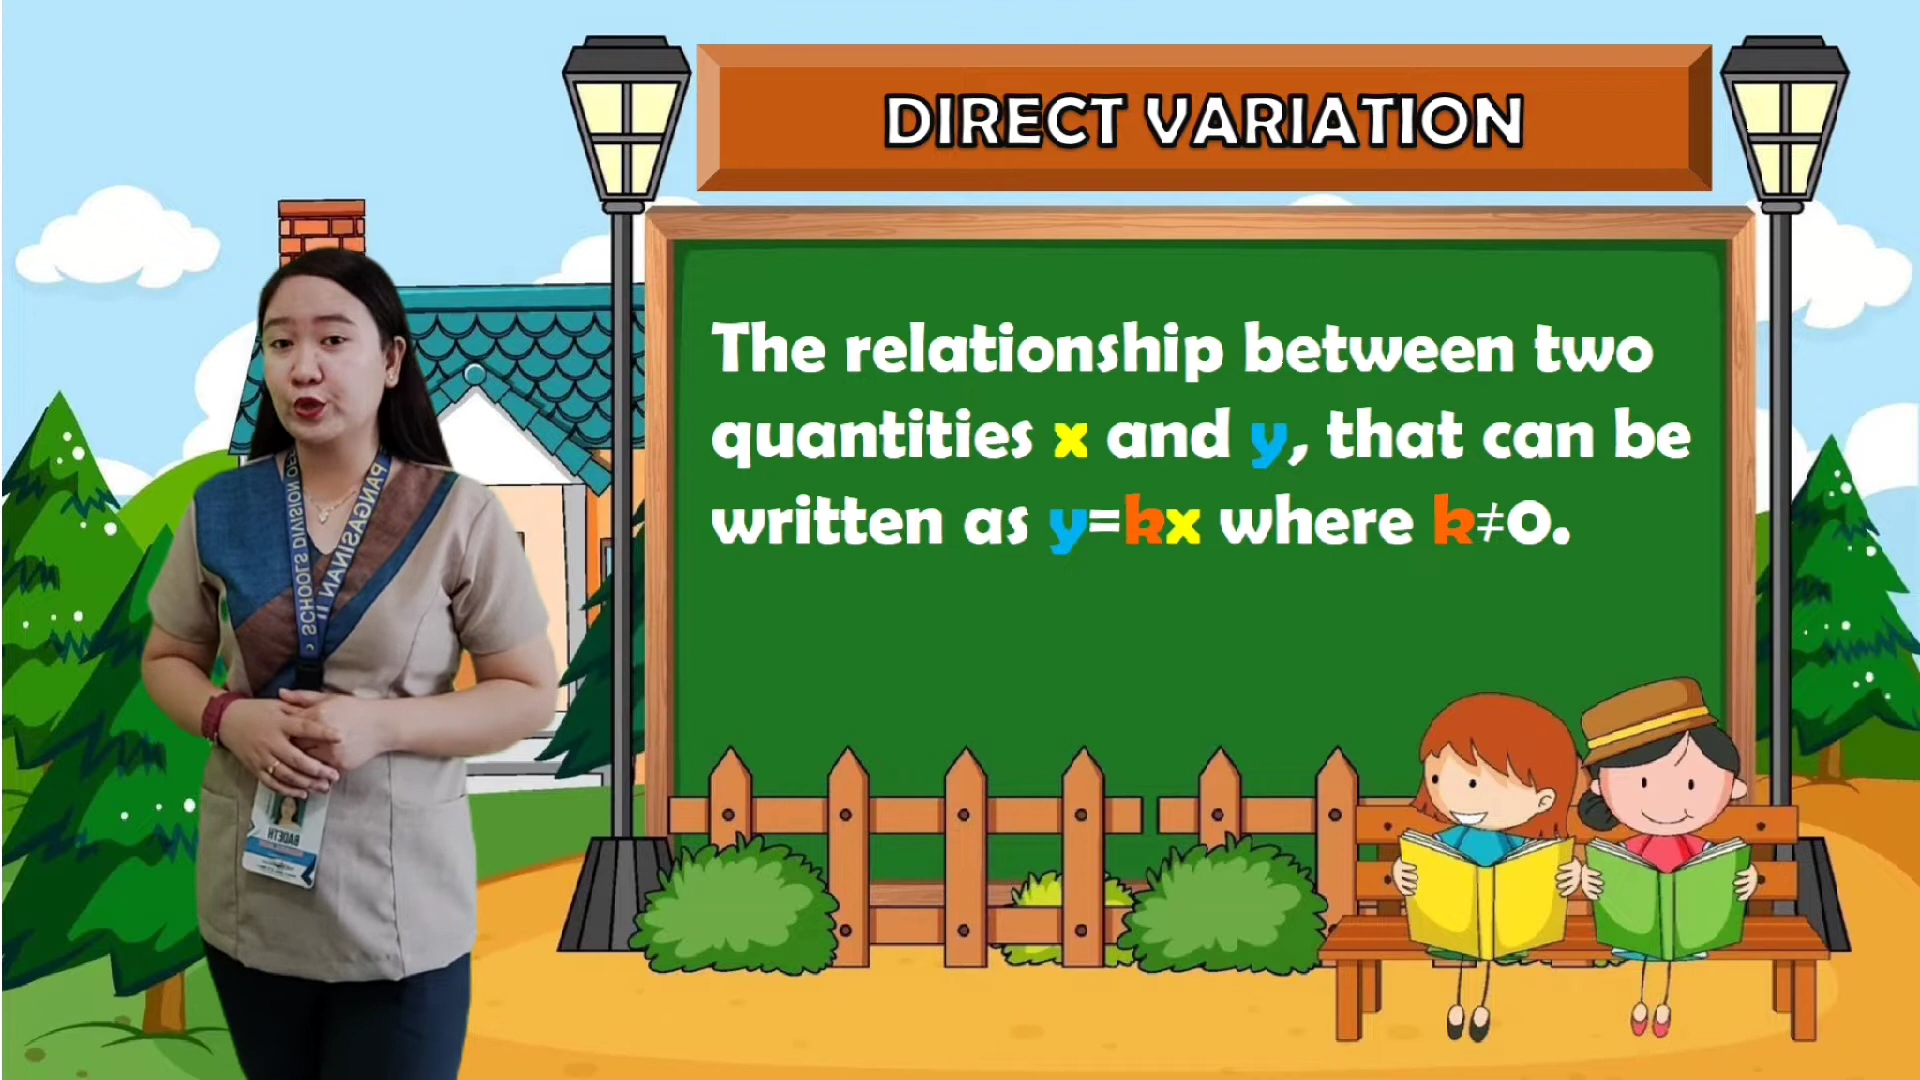 DIRECT VARIATION
The relationship between two
quantities x and y, that can be
written as y=kx where k≠0.
SCHOOLS DIVISION
PANGASINAN II
BADETH